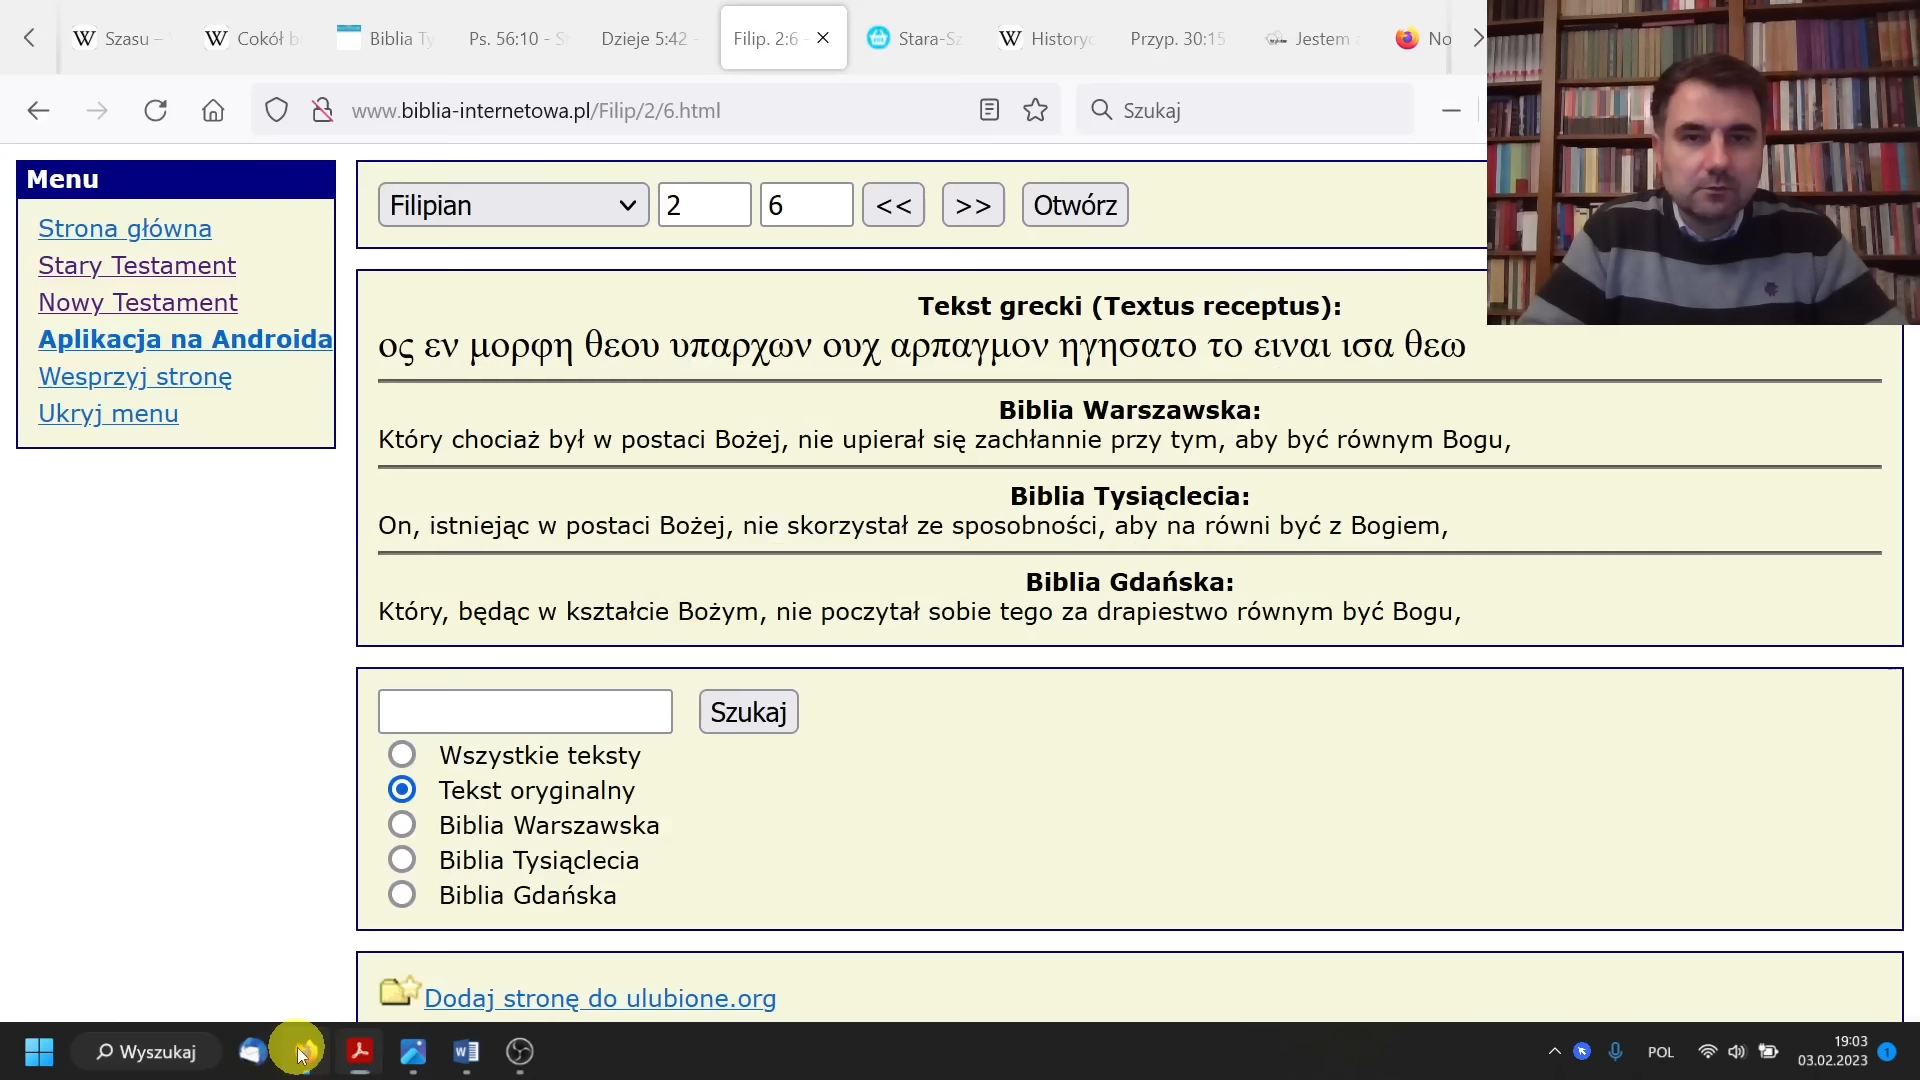 Szasu –
Cokół b
Biblia Ty
Ps. 56:10 - S
Dzieje 5:42 -
Filip. 2:6 -
Stara-Sz
Historyc
Przyp. 30:15
Jestem
No
www.biblia-internetowa.pl/Filip/2/6.html
Szukaj
Menu
Strona główna
Stary Testament
Nowy Testament
Aplikacja na Androida
Wesprzyj stronę
Ukryj menu
Filipian 2 6 << >> Otwórz
Tekst grecki (Textus receptus):
ος εν μορφη θεου υπαρχων ουχ αρπαγμον ηγησατο το ειναι ισα θεω
Biblia Warszawska:
Który chociaż był w postaci Bożej, nie upierał się zachłannie przy tym, aby być równym Bogu,
Biblia Tysiąclecia:
On, istniejąc w postaci Bożej, nie skorzystał ze sposobności, aby na równi być z Bogiem,
Biblia Gdańska:
Który, będąc w kształcie Bożym, nie poczytał sobie tego za drapiestwo równym być Bogu,
Szukaj
Wszystkie teksty
Tekst oryginalny
Biblia Warszawska
Biblia Tysiąclecia
Biblia Gdańska
Dodaj stronę do ulubione.org
Wyszukaj
POL
19:03
03.02.2023
1